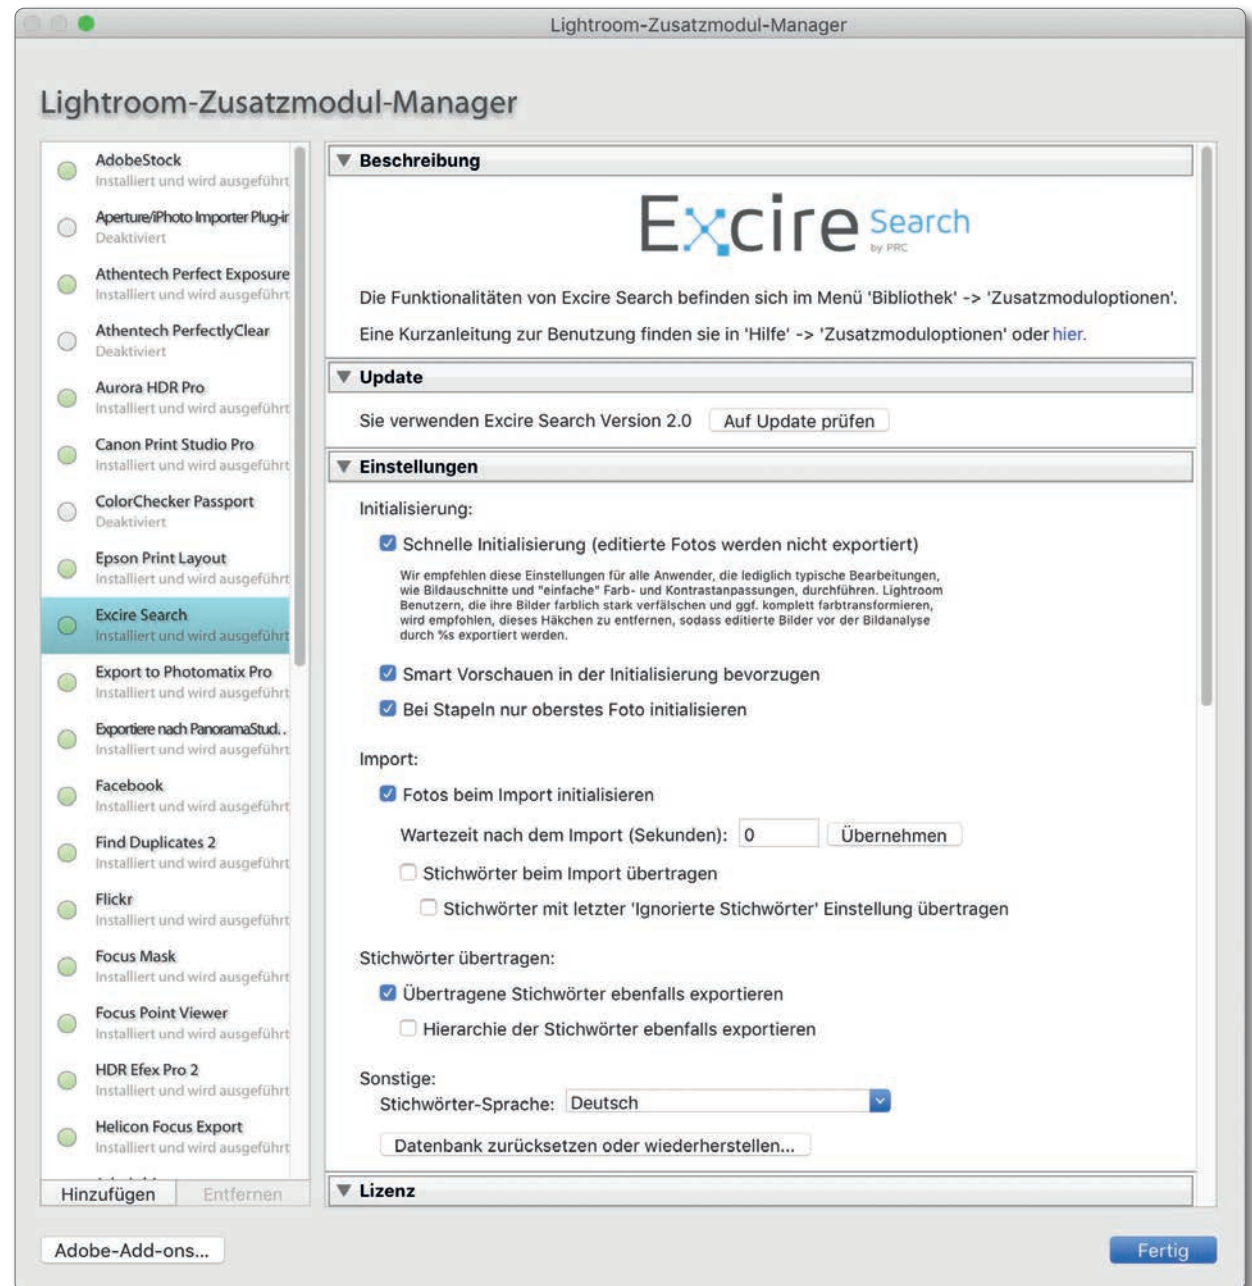 Lightroom-Zusatzmodul-Manager
Lightroom-Zusatzmodul-Manager
AdobeStock
Installiert und wird ausgeführt
Aperture/iPhoto Importer Plug-in
Deaktiviert
Athentech Perfect Exposure
Installiert und wird ausgeführt
Athentech PerfectlyClear
Deaktiviert
Aurora HDR Pro
Installiert und wird ausgeführt
Canon Print Studio Pro
Installiert und wird ausgeführt
ColorChecker Passport
Deaktiviert
Epson Print Layout
Installiert und wird ausgeführt
Excire Search
Installiert und wird ausgeführt
Export to Photomatix Pro
Installiert und wird ausgeführt
Exportiere nach PanoramaStud..
Installiert und wird ausgeführt
Facebook
Installiert und wird ausgeführt
Find Duplicates 2
Installiert und wird ausgeführt
Flickr
Installiert und wird ausgeführt
Focus Mask
Installiert und wird ausgeführt
Focus Point Viewer
Installiert und wird ausgeführt
HDR Efex Pro 2
Installiert und wird ausgeführt
Helicon Focus Export
Installiert und wird ausgeführt
Hinzufügen Entfernen
Adobe-Add-ons...
Beschreibung
Excire Search
by PRC
Die Funktionalitäten von Excire Search befinden sich im Menü 'Bibliothek' -> 'Zusatzmoduloptionen'.
Eine Kurzanleitung zur Benutzung finden sie in 'Hilfe' -> 'Zusatzmoduloptionen' oder hier.
Update
Sie verwenden Excire Search Version 2.0 Auf Update prüfen
Einstellungen
Initialisierung:
Schnelle Initialisierung (editierte Fotos werden nicht exportiert)
Wir empfehlen diese Einstellungen für alle Anwender, die lediglich typische Bearbeitungen,
wie Bildauschnitte und "einfache" Farb- und Kontrastanpassungen, durchführen. Lightroom
Benutzern, die ihre Bilder farblich stark verfälschen und ggf. komplett farbtransformieren,
wird empfohlen, dieses Häkchen zu entfernen, sodass editierte Bilder vor der Bildanalyse
durch %s exportiert werden.
Smart Vorschauen in der Initialisierung bevorzugen
Bei Stapeln nur oberstes Foto initialisieren
Import:
Fotos beim Import initialisieren
Wartezeit nach dem Import (Sekunden): 0 Übernehmen
Stichwörter beim Import übertragen
Stichwörter mit letzter 'Ignorierte Stichwörter' Einstellung übertragen
Stichwörter übertragen:
Übertragene Stichwörter ebenfalls exportieren
Hierarchie der Stichwörter ebenfalls exportieren
Sonstige:
Stichwörter-Sprache: Deutsch
Datenbank zurücksetzen oder wiederherstellen...
Lizenz
Fertig